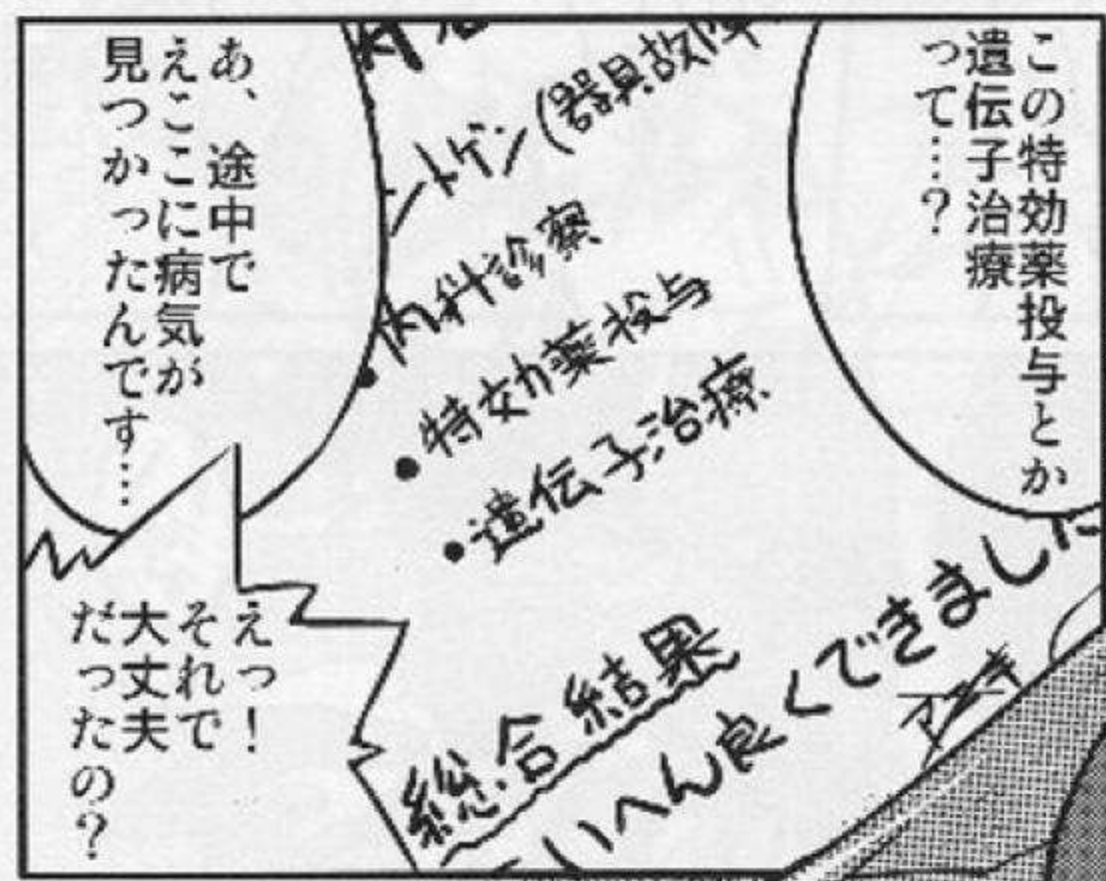 この特効薬投与とか
遺伝子治療
って…?
ートゲン(器具故障
内科診察
・特効薬投与
・遺伝子治療
総合結果
いへん良くできました
あ、途中で
えここに病気が
見つかったんです…
えっ!
それで
大丈夫
だったの?